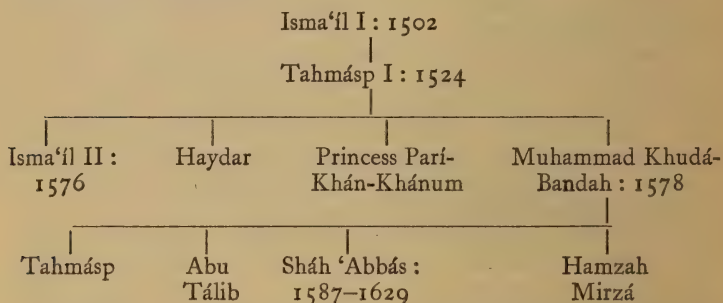 Isma‘íl I : 1502
Tahmásp I : 1524
Isma‘íl II :
1576
Haydar
Princess Parí-
Khán-Khánum
Muhammad Khudá-
Bandah : 1578
Tahmásp
Abu
Tálib
Sháh ‘Abbás :
1587–1629
Hamzah
Mirzá